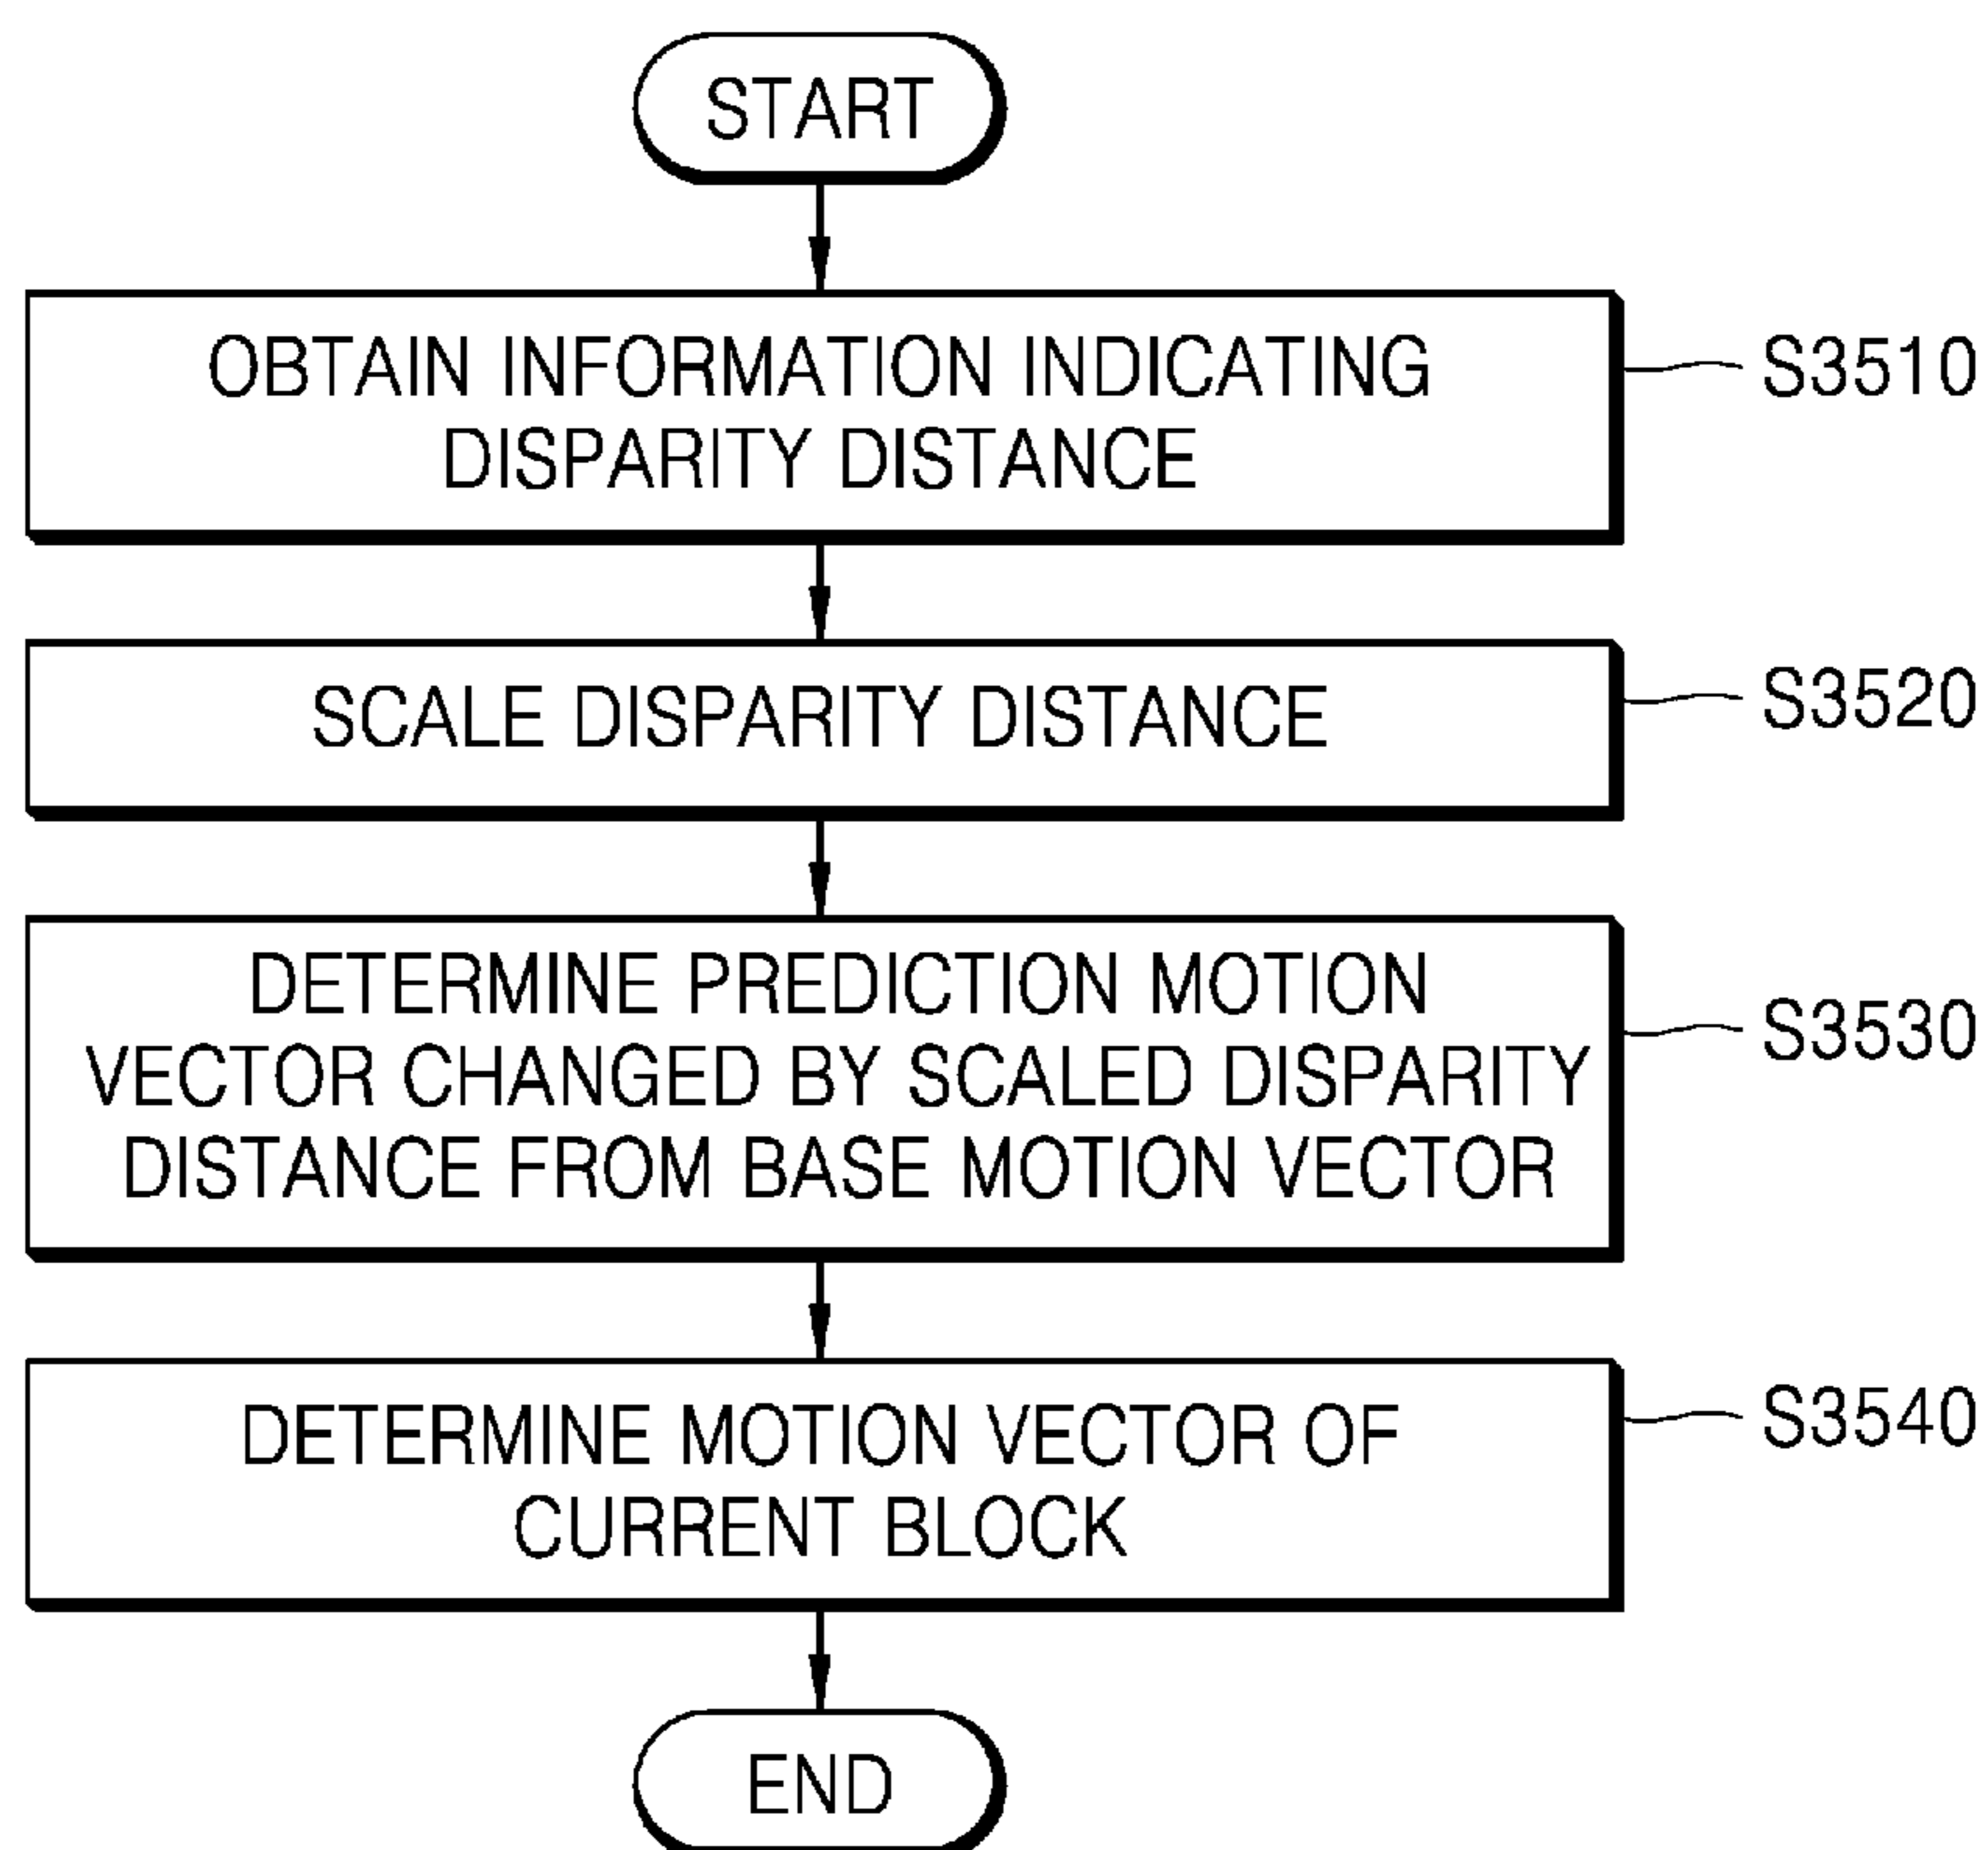 START
OBTAIN INFORMATION INDICATING
DISPARITY DISTANCE
S3510
SCALE DISPARITY DISTANCE
S3520
DETERMINE PREDICTION MOTION
VECTOR CHANGED BY SCALED DISPARITY
DISTANCE FROM BASE MOTION VECTOR
S3530
DETERMINE MOTION VECTOR OF
CURRENT BLOCK
S3540
END